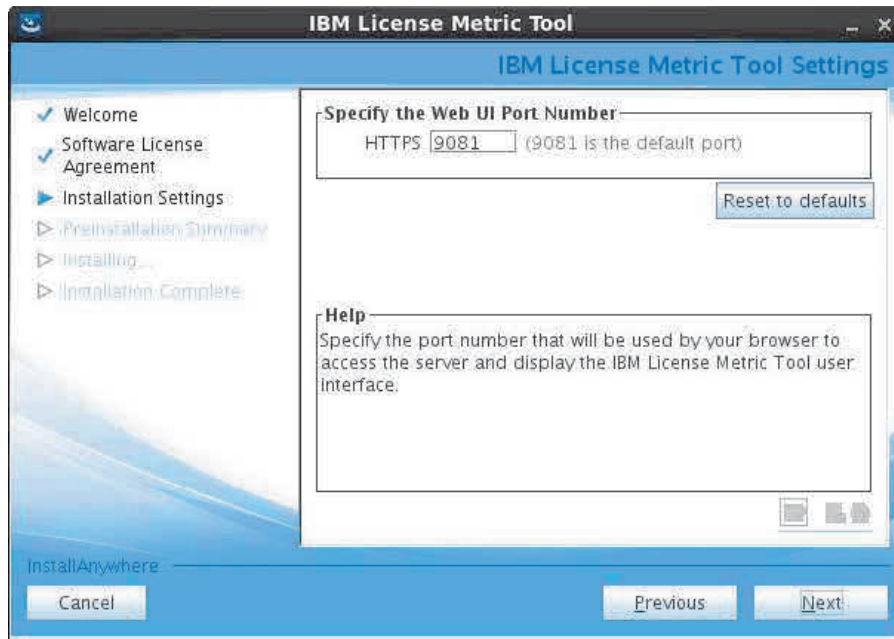 IBM License Metric Tool
IBM License Metric Tool Settings
Welcome
Software License
Agreement
Installation Settings
Preinstallation Summary
Installing...
Installation Complete
Specify the Web UI Port Number
HTTPS 9081 (9081 is the default port)
Reset to defaults
Help
Specify the port number that will be used by your browser to
access the server and display the IBM License Metric Tool user
interface.
InstallAnywhere
Cancel
Previous
Next